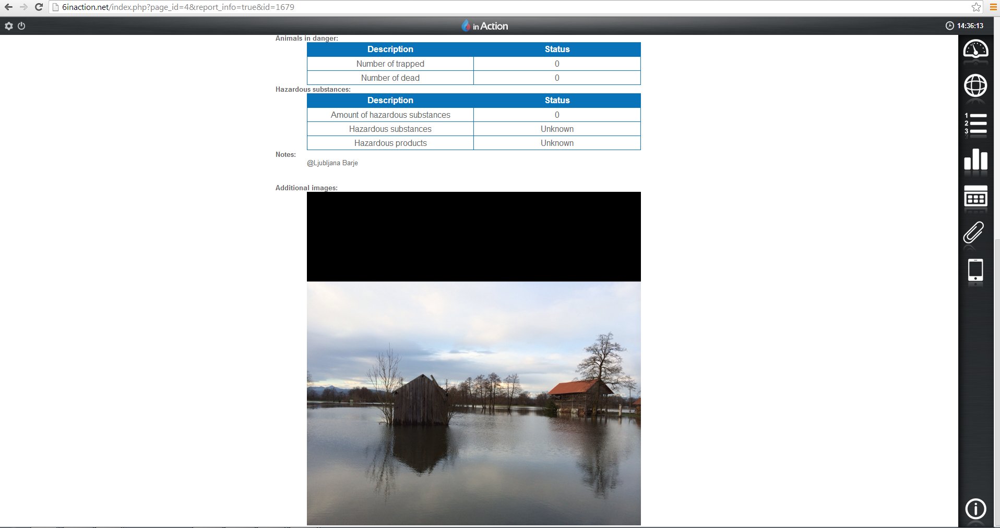 6inaction.net/index.php?page_id=4&report_info=true&id=1679
in Action
14:36:13
Animals in danger:
Description Status
Number of trapped 0
Number of dead 0
Hazardous substances:
Description Status
Amount of hazardous substances 0
Hazardous substances Unknown
Hazardous products Unknown
Notes:
@Ljubljana Barje
Additional images:
1
2
3